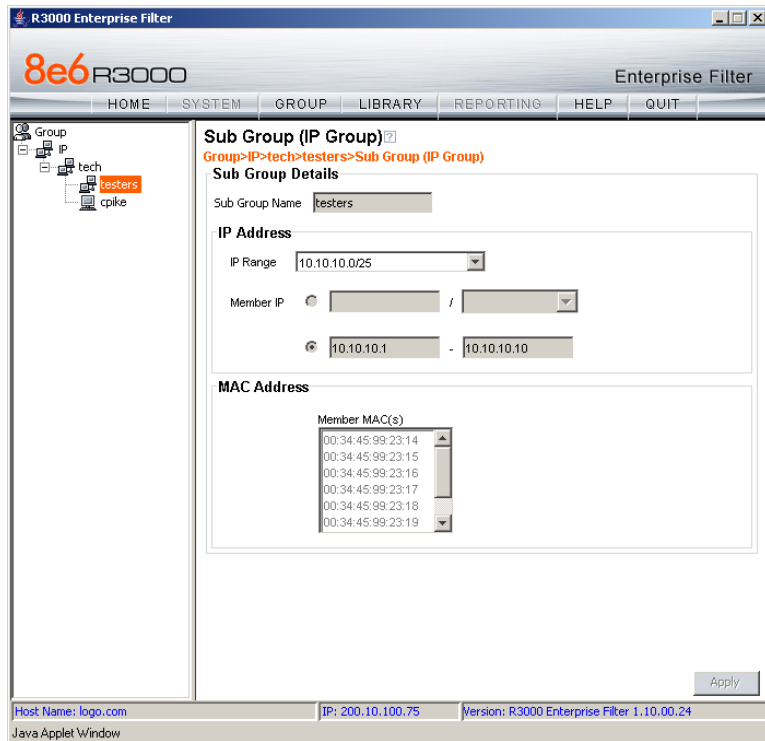 R3000 Enterprise Filter
8e6 R3000
Enterprise Filter
HOME SYSTEM GROUP LIBRARY REPORTING HELP QUIT
Group
IP
tech
testers
cpike
Sub Group (IP Group)?
Group>IP>tech>testers>Sub Group (IP Group)
Sub Group Details
Sub Group Name testers
IP Address
IP Range 10.10.10.0/25
Member IP /
10.10.10.1 - 10.10.10.10
MAC Address
Member MAC(s)
00:34:45:99:23:14
00:34:45:99:23:15
00:34:45:99:23:16
00:34:45:99:23:17
00:34:45:99:23:18
00:34:45:99:23:19
Apply
Host Name: logo.com IP: 200.10.100.75 Version: R3000 Enterprise Filter 1.10.00.24
Java Applet Window